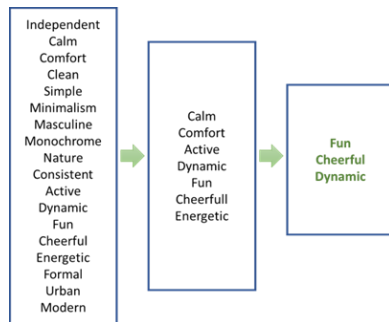 Independent
Calm
Comfort
Clean
Simple
Minimalism
Masculine
Monochrome
Nature
Consistent
Active
Dynamic
Fun
Cheerful
Energetic
Formal
Urban
Modern
Calm
Comfort
Active
Dynamic
Fun
Cheerfull
Energetic
Fun
Cheerful
Dynamic